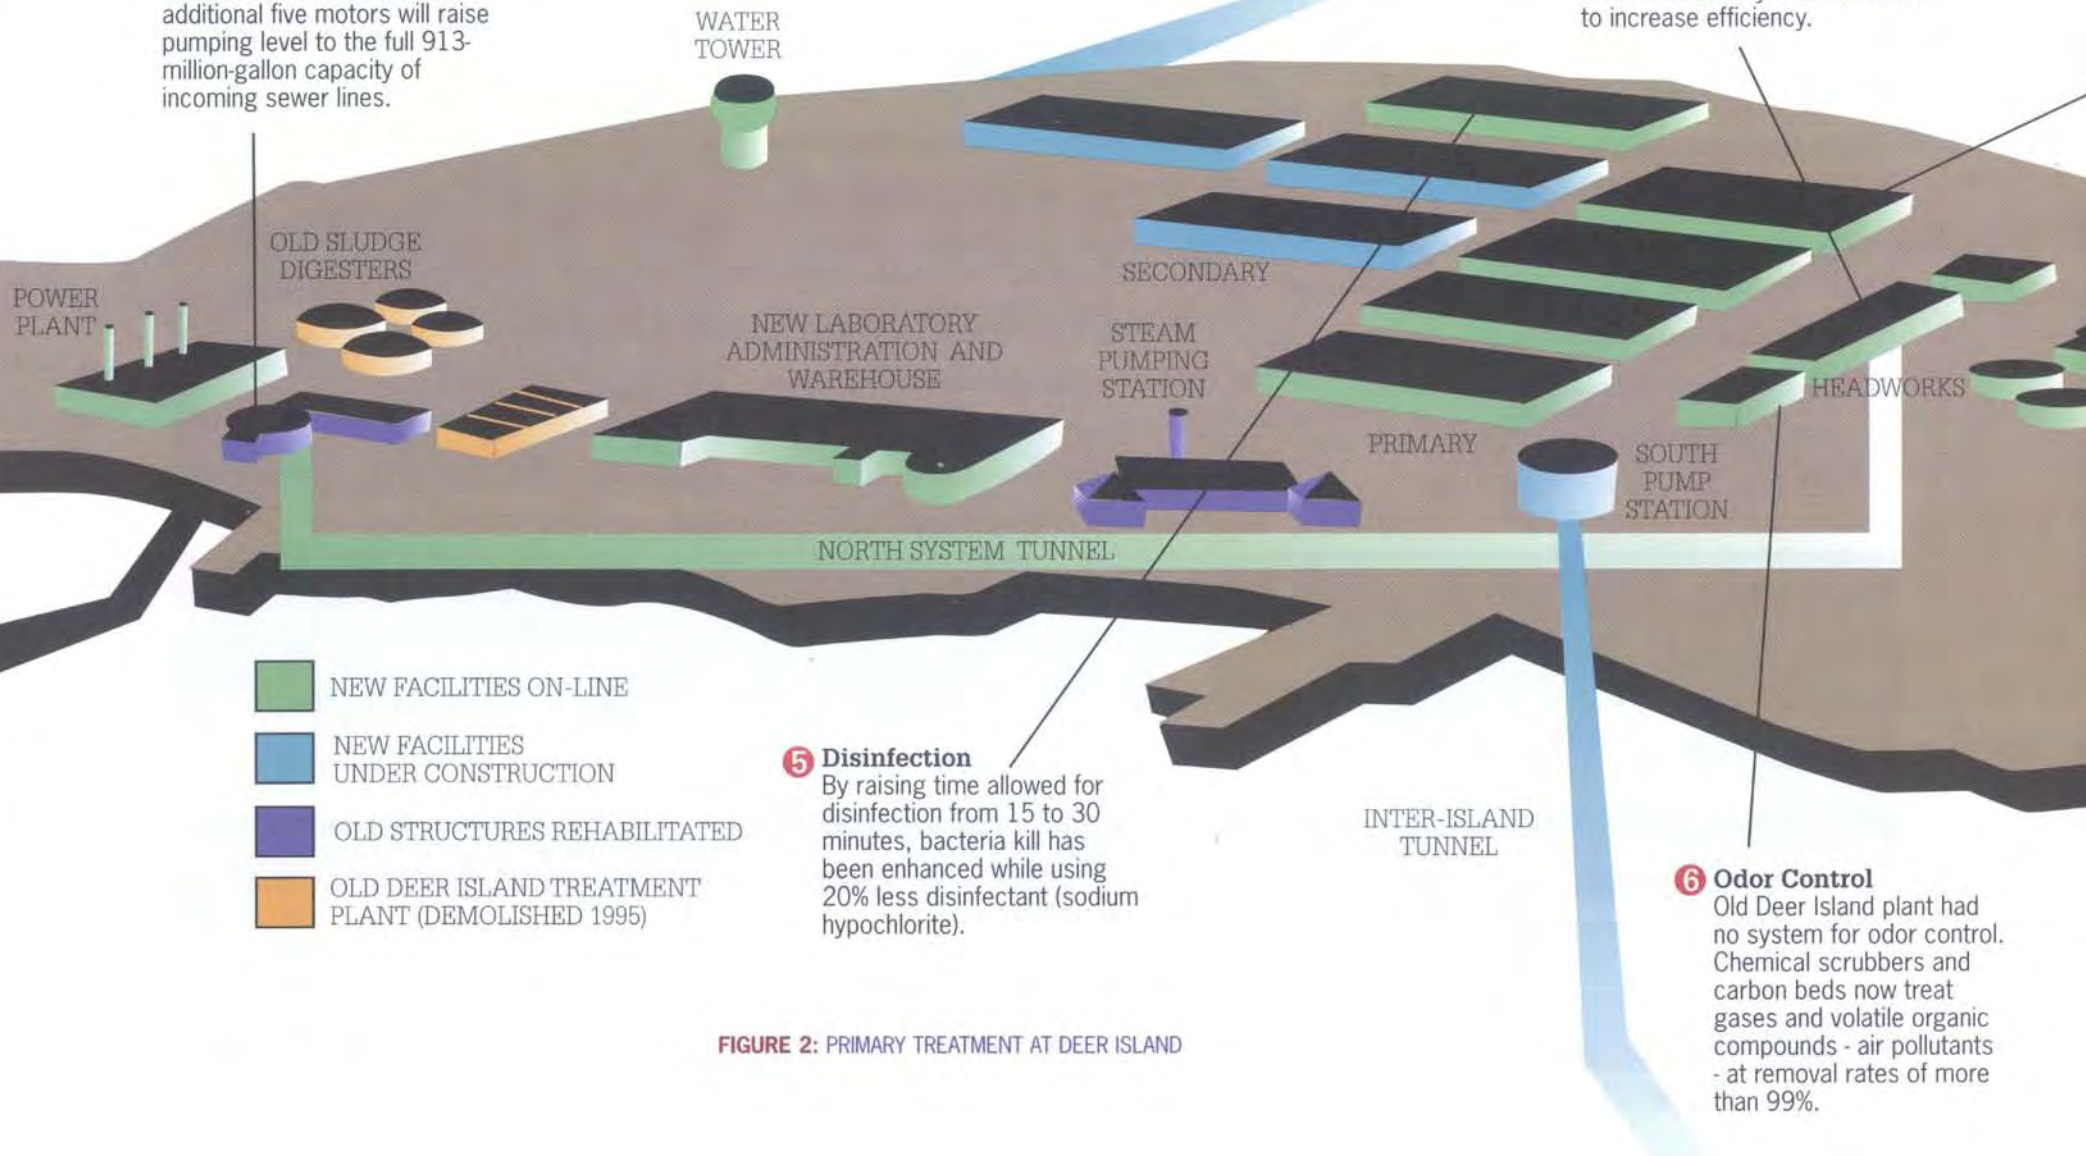 additional five motors will raise
pumping level to the full 913-
million-gallon capacity of
incoming sewer lines.
WATER
TOWER
to increase efficiency.
OLD SLUDGE
DIGESTERS
POWER
PLANT
NEW LABORATORY
ADMINISTRATION AND
WAREHOUSE
SECONDARY
STEAM
PUMPING
STATION
HEADWORKS
PRIMARY
SOUTH
PUMP
STATION
NORTH SYSTEM TUNNEL
NEW FACILITIES ON-LINE
NEW FACILITIES
UNDER CONSTRUCTION
OLD STRUCTURES REHABILITATED
OLD DEER ISLAND TREATMENT
PLANT (DEMOLISHED 1995)
5 Disinfection
By raising time allowed for
disinfection from 15 to 30
minutes, bacteria kill has
been enhanced while using
20% less disinfectant (sodium
hypochlorite).
INTER-ISLAND
TUNNEL
6 Odor Control
Old Deer Island plant had
no system for odor control.
Chemical scrubbers and
carbon beds now treat
gases and volatile organic
compounds - air pollutants
- at removal rates of more
than 99%.
FIGURE 2: PRIMARY TREATMENT AT DEER ISLAND